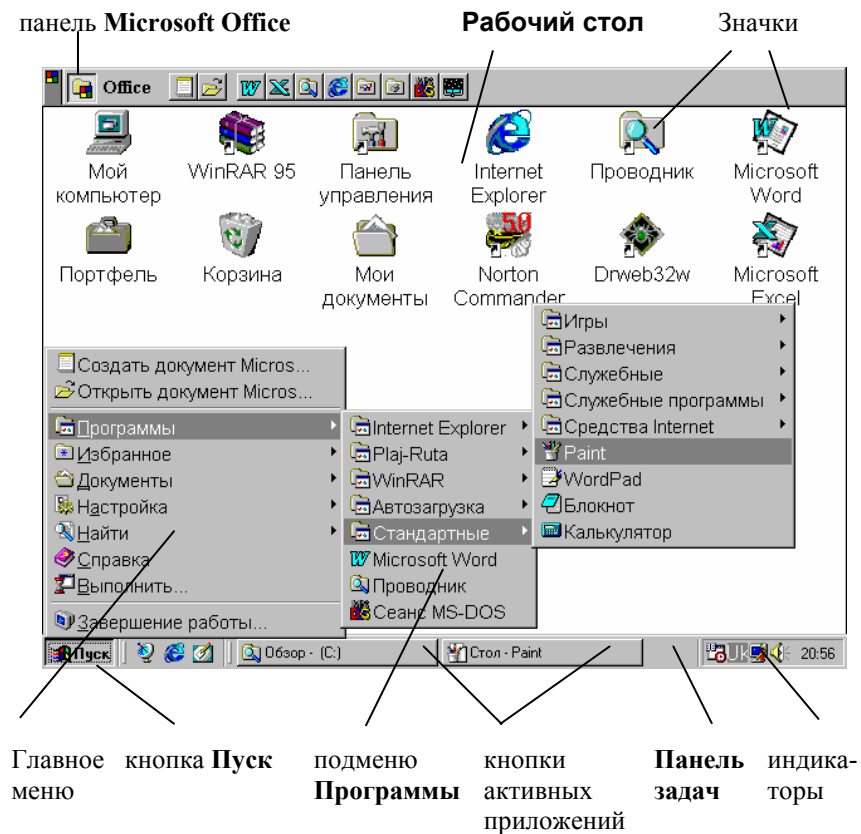 панель Microsoft Office
Рабочий стол
Значки
Office
Мой компьютер
WinRAR 95
Панель управления
Internet Explorer
Проводник
Microsoft Word
Портфель
Корзина
Мои документы
Norton Commander
Drweb32w
Microsoft Excel
Игры
Развлечения
Служебные
Служебные программы
Средства Internet
Paint
WordPad
Блокнот
Калькулятор
Создать документ Micros...
Открыть документ Micros...
Программы
Избранное
Документы
Настройка
Найти
Справка
Выполнить...
Завершение работы...
Internet Explorer
Plaj-Ruta
WinRAR
Автозагрузка
Стандартные
Microsoft Word
Проводник
Сеанс MS-DOS
Пуск
Обзор - (C:)
Стол - Paint
Uk
20:56
Главное меню
кнопка Пуск
подменю Программы
кнопки активных приложений
Панель задач
индика-
торы